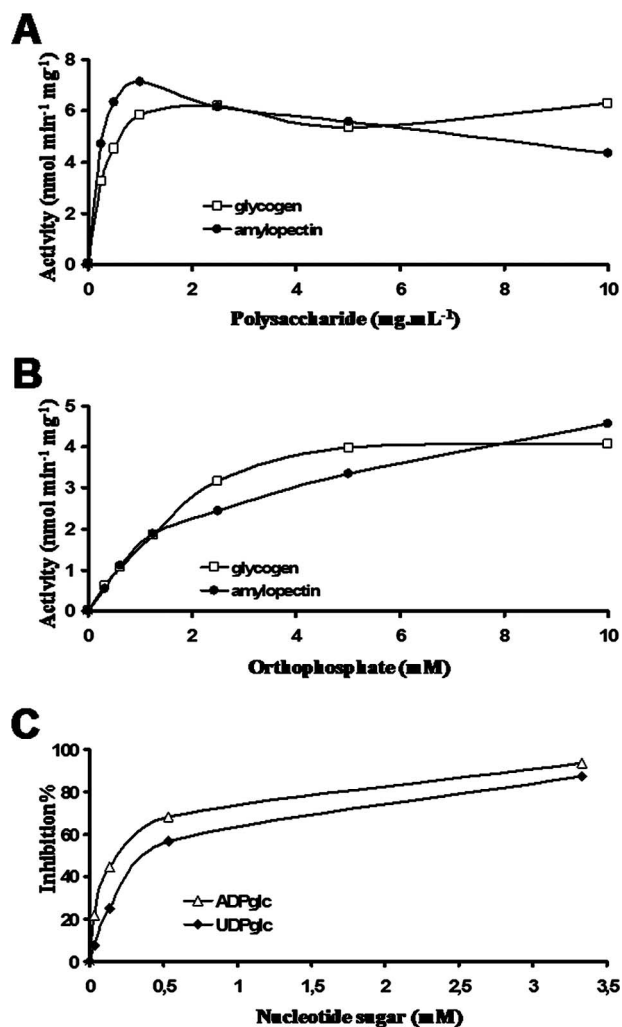 A
Activity (nmol min-1 mg-1)
8
6
4
2
0
glycogen
amylopectin
0 2 4 6 8 10
Polysaccharide (mg.mL-1)
B
Activity (nmol min-1 mg-1)
5
4
3
2
1
0
glycogen
amylopectin
0 2 4 6 8 10
Orthophosphate (mM)
C
Inhibition%
100
80
60
40
20
0
ADPglc
UDPglc
0 0,5 1 1,5 2 2,5 3 3,5
Nucleotide sugar (mM)